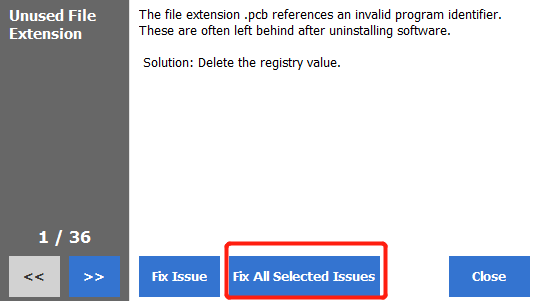 Unused File
Extension
The file extension .pcb references an invalid program identifier.
These are often left behind after uninstalling software.
Solution: Delete the registry value.
1 / 36
<<
>>
Fix Issue
Fix All Selected Issues
Close